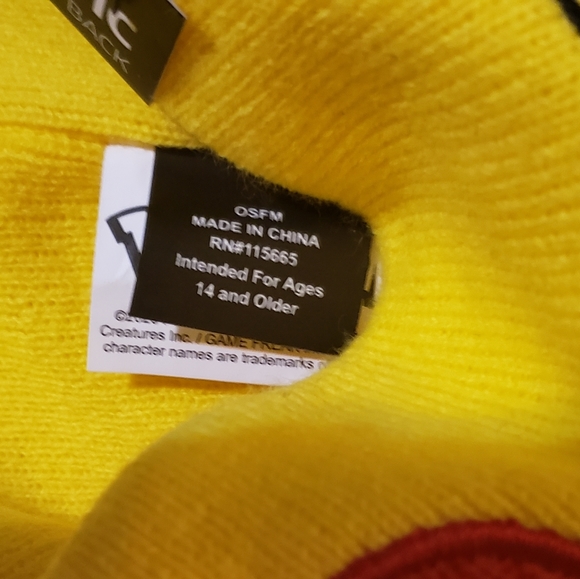 BACK
OSFM
MADE IN CHINA
RN#115665
Intended For Ages
14 and Older
Creatures Inc. / GAME FREAK
character names are trademarks